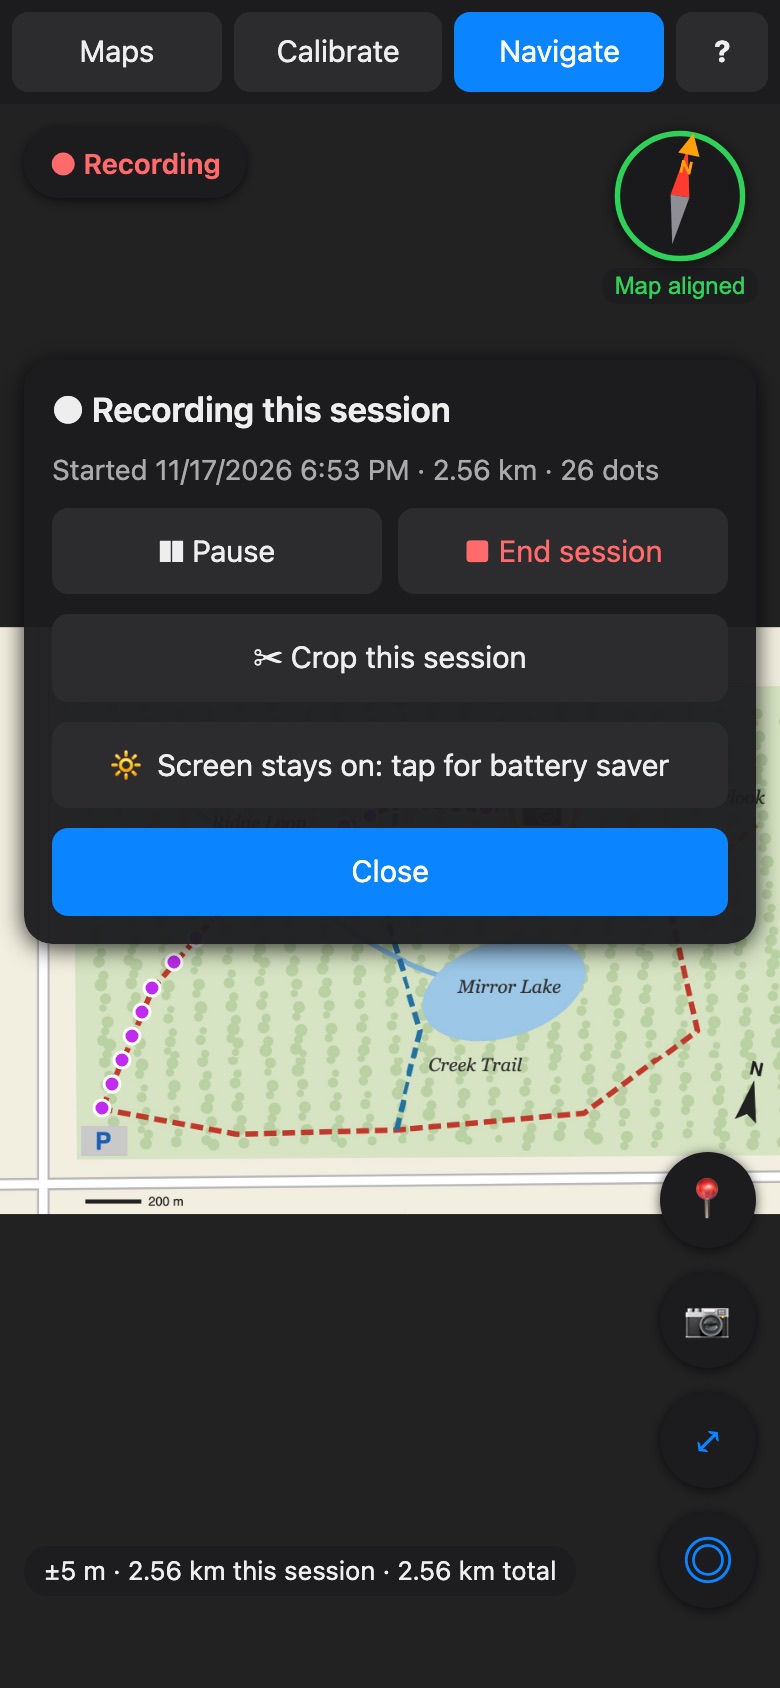 Maps
Calibrate
Navigate
?
Recording
N
Map aligned
Recording this session
Started 11/17/2026 6:53 PM · 2.56 km · 26 dots
Pause
End session
✂ Crop this session
Screen stays on: tap for battery saver
Ridge Loop
Close
Mirror Lake
Creek Trail
N
P
200 m
±5 m · 2.56 km this session · 2.56 km total